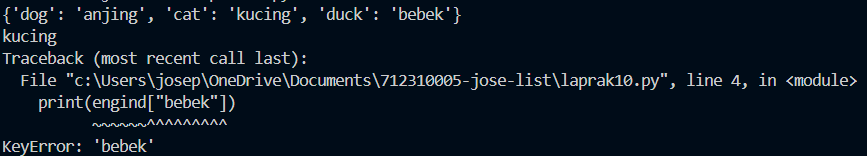 {'dog': 'anjing', 'cat': 'kucing', 'duck': 'bebek'}
kucing
Traceback (most recent call last):
  File "c:\Users\josep\OneDrive\Documents\712310005-jose-list\laprak10.py", line 4, in <module>
    print(engind["bebek"])
          ~~~~~~^^^^^^^^^
KeyError: 'bebek'